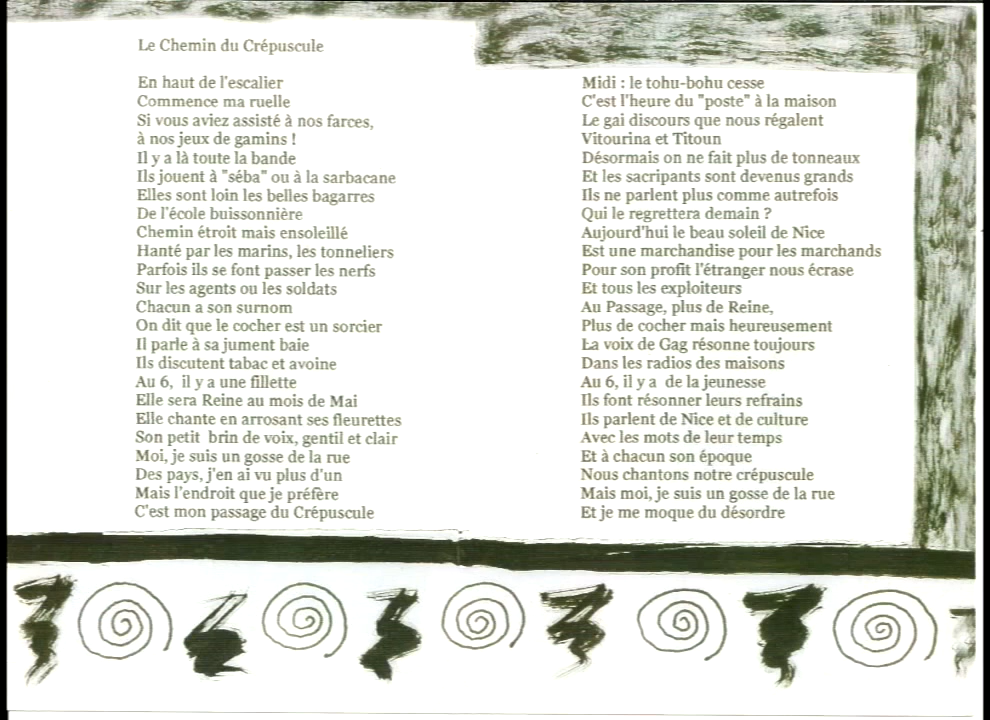 Le Chemin du Crépuscule
En haut de l'escalier
Commence ma ruelle
Si vous aviez assisté à nos farces,
à nos jeux de gamins !
Il y a là toute la bande
Ils jouent à "séba" ou à la sarbacane
Elles sont loin les belles bagarres
De l'école buissonnière
Chemin étroit mais ensoleillé
Hanté par les marins, les tonneliers
Parfois ils se font passer les nerfs
Sur les agents ou les soldats
Chacun a son surnom
On dit que le cocher est un sorcier
Il parle à sa jument baie
Ils discutent tabac et avoine
Au 6, il y a une fillette
Elle sera Reine au mois de Mai
Elle chante en arrosant ses fleurettes
Son petit brin de voix, gentil et clair
Moi, je suis un gosse de la rue
Des pays, j'en ai vu plus d'un
Mais l'endroit que je préfère
C'est mon passage du Crépuscule
Midi : le tohu-bohu cesse
C'est l'heure du "poste" à la maison
Le gai discours que nous régalent
Vitourina et Titoun
Désormais on ne fait plus de tonneaux
Et les sacripants sont devenus grands
Ils ne parlent plus comme autrefois
Qui le regrettera demain ?
Aujourd'hui le beau soleil de Nice
Est une marchandise pour les marchands
Pour son profit l'étranger nous écrase
Et tous les exploiteurs
Au Passage, plus de Reine,
Plus de cocher mais heureusement
La voix de Gag résonne toujours
Dans les radios des maisons
Au 6, il y a de la jeunesse
Ils font résonner leurs refrains
Ils parlent de Nice et de culture
Avec les mots de leur temps
Et à chacun son époque
Nous chantons notre crépuscule
Mais moi, je suis un gosse de la rue
Et je me moque du désordre